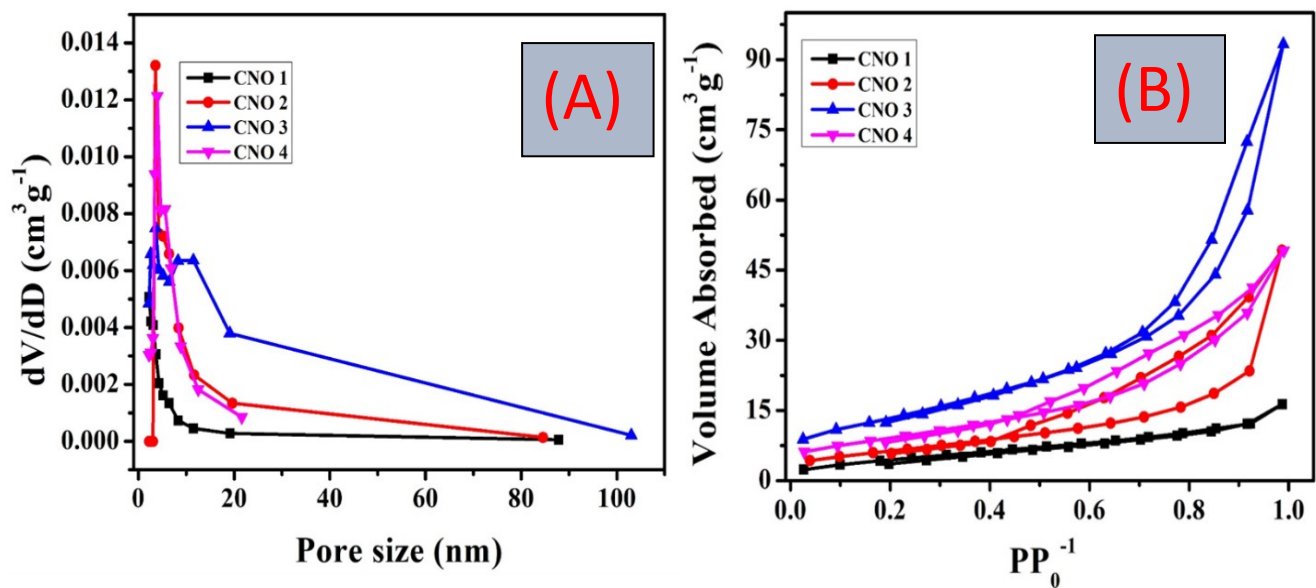 (A)
CNO 1
CNO 2
CNO 3
CNO 4
dV/dD (cm³g⁻¹)
0.014
0.012
0.010
0.008
0.006
0.004
0.002
0.000
0 20 40 60 80 100
Pore size (nm)
(B)
CNO 1
CNO 2
CNO 3
CNO 4
Volume Absorbed (cm³g⁻¹)
90
75
60
45
30
15
0
0.0 0.2 0.4 0.6 0.8 1.0
PP₀⁻¹